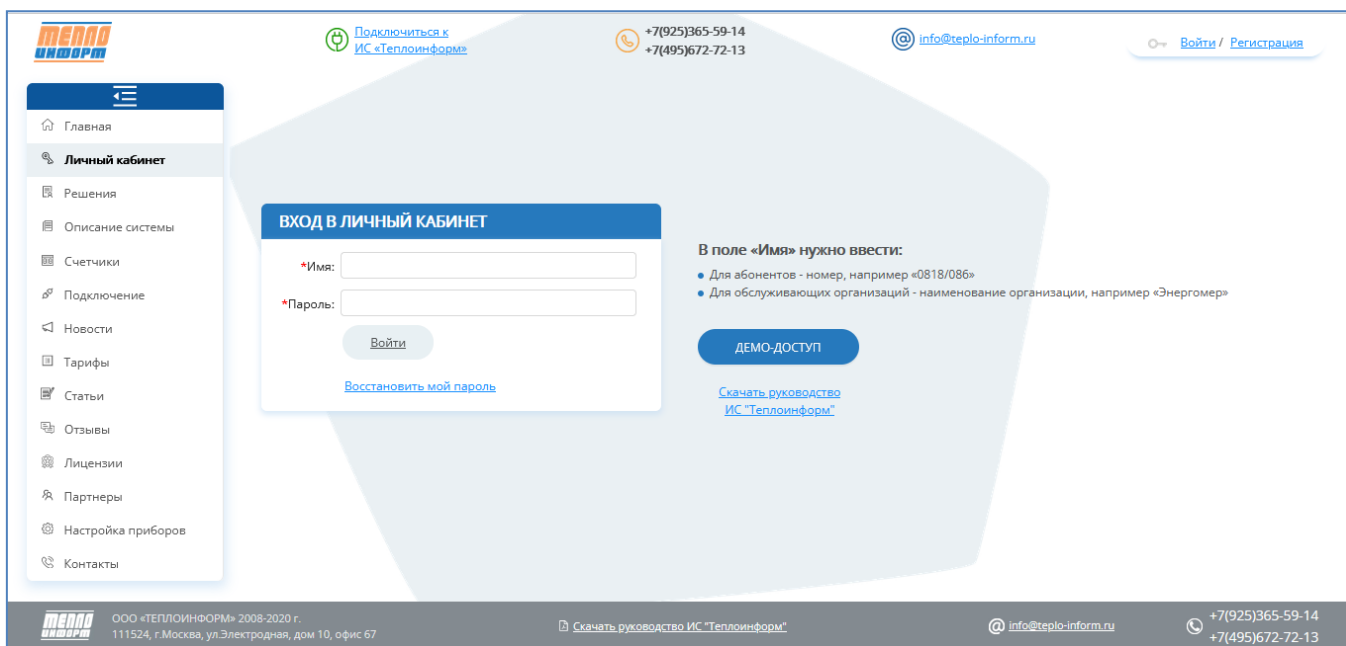 ТЕПЛО
ИНФОРМ
Подключиться к
ИС «Теплоинформ»
+7(925)365-59-14
+7(495)672-72-13
@ info@teplo-inform.ru
Войти / Регистрация
Главная
Личный кабинет
Решения
Описание системы
Счетчики
Подключение
Новости
Тарифы
Статьи
Отзывы
Лицензии
Партнеры
Настройка приборов
Контакты
ВХОД В ЛИЧНЫЙ КАБИНЕТ
*Имя:
*Пароль:
Войти
Восстановить мой пароль
В поле «Имя» нужно ввести:
Для абонентов - номер, например «0818/086»
Для обслуживающих организаций - наименование организации, например «Энергомер»
ДЕМО-ДОСТУП
Скачать руководство
ИС "Теплоинформ"
ТЕПЛО
ИНФОРМ
ООО «ТЕПЛОИНФОРМ» 2008-2020 г.
111524, г.Москва, ул.Электродная, дом 10, офис 67
Скачать руководство ИС "Теплоинформ"
@ info@teplo-inform.ru
+7(925)365-59-14
+7(495)672-72-13